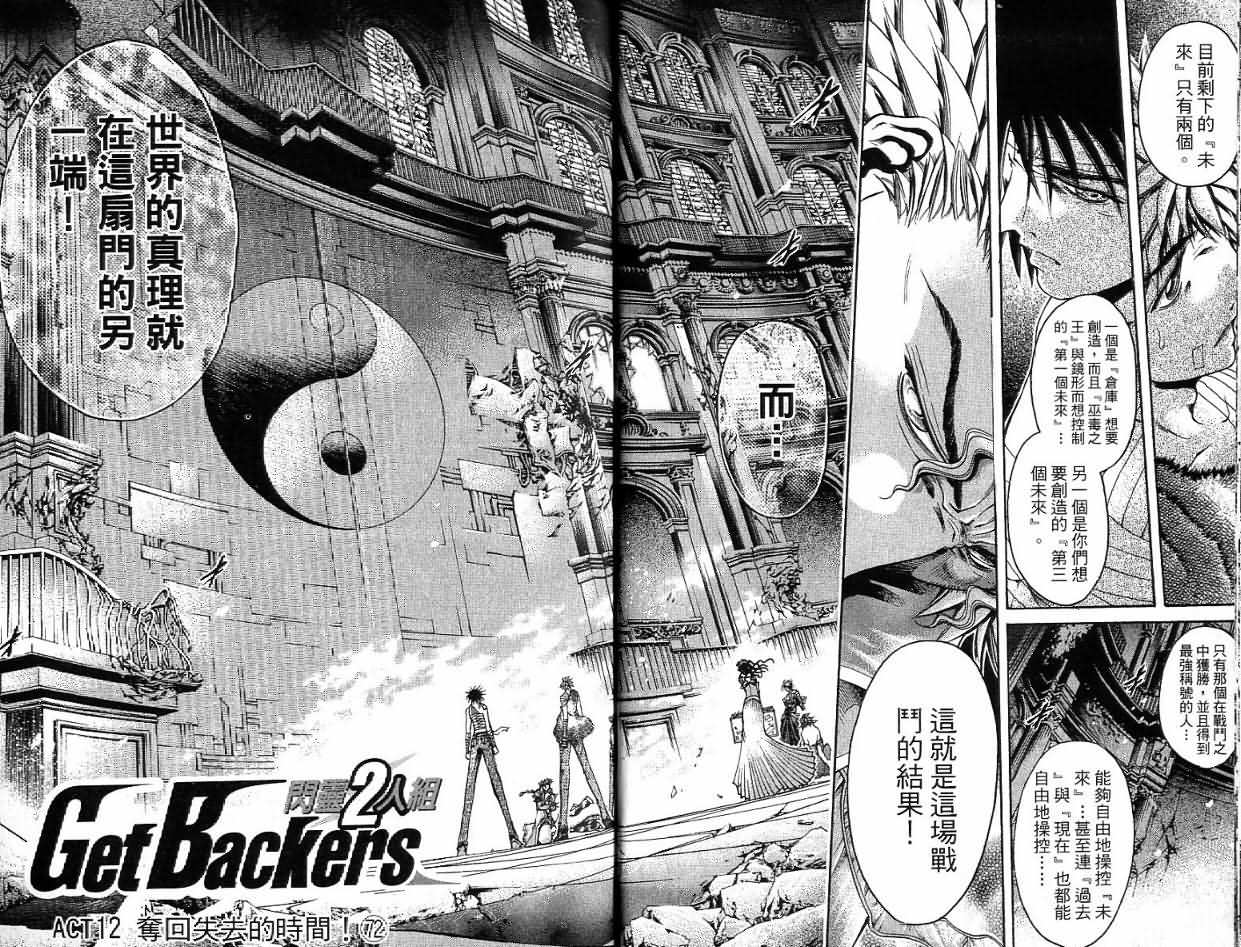 目前剩下的『未
來』只有兩個。
一個是『倉庫』想要
創造，而且『巫毒之
王』與鏡形而想控制
的『第一個未來』…
另一個是你們想
要創造的『第三
個未來』。
只有那個在戰鬥之
中獲勝，並且得到
最強稱號的人…
能夠自由地操控『未
來』…甚至連『過去
』與『現在』也都能
自由地操控……
這就是這場戰
鬥的結果！
而……
世界的真理就
在這扇門的另
一端！
閃靈2人組
GetBackers
ACT12 奪回失去的時間！㊆